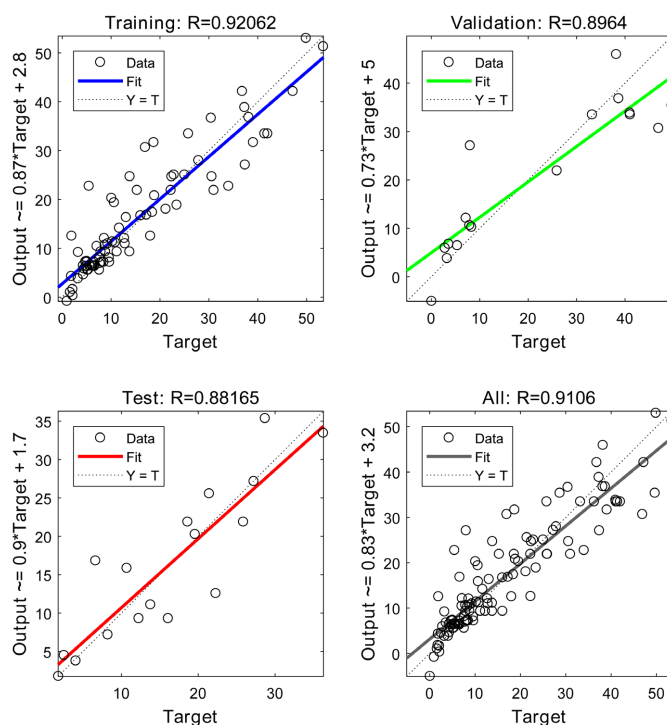 Training: R=0.92062
Output ~= 0.87*Target + 2.8
Data
Fit
Y = T
50
40
30
20
10
0
0 10 20 30 40 50
Target
Validation: R=0.8964
Output ~= 0.73*Target + 5
Data
Fit
Y = T
40
30
20
10
0
0 10 20 30 40
Target
Test: R=0.88165
Output ~= 0.9*Target + 1.7
Data
Fit
Y = T
35
30
25
20
15
10
5
10 20 30
Target
All: R=0.9106
Output ~= 0.83*Target + 3.2
Data
Fit
Y = T
50
40
30
20
10
0
0 10 20 30 40 50
Target